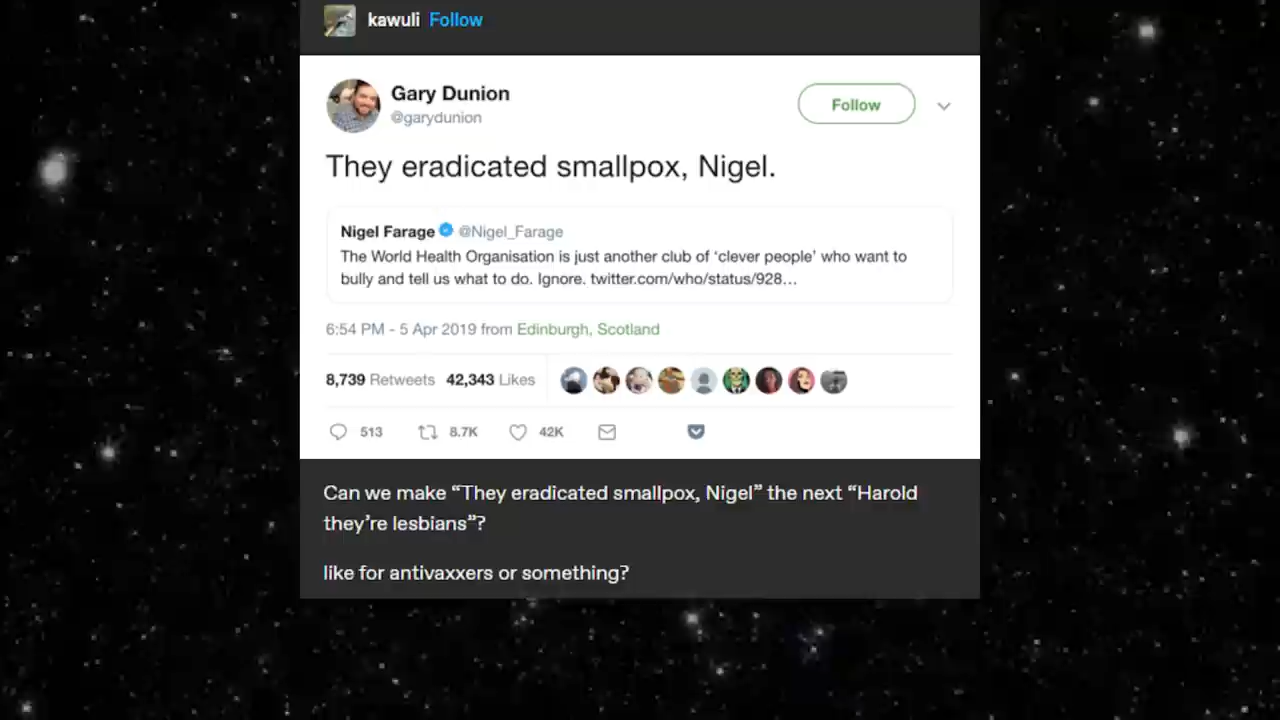 kawuli Follow
Gary Dunion
@garydunion
Follow
They eradicated smallpox, Nigel.
Nigel Farage @Nigel_Farage
The World Health Organisation is just another club of ‘clever people’ who want to
bully and tell us what to do. Ignore. twitter.com/who/status/928...
6:54 PM - 5 Apr 2019 from Edinburgh, Scotland
8,739 Retweets 42,343 Likes
513 8.7K 42K
Can we make “They eradicated smallpox, Nigel” the next “Harold
they’re lesbians”?
like for antivaxxers or something?